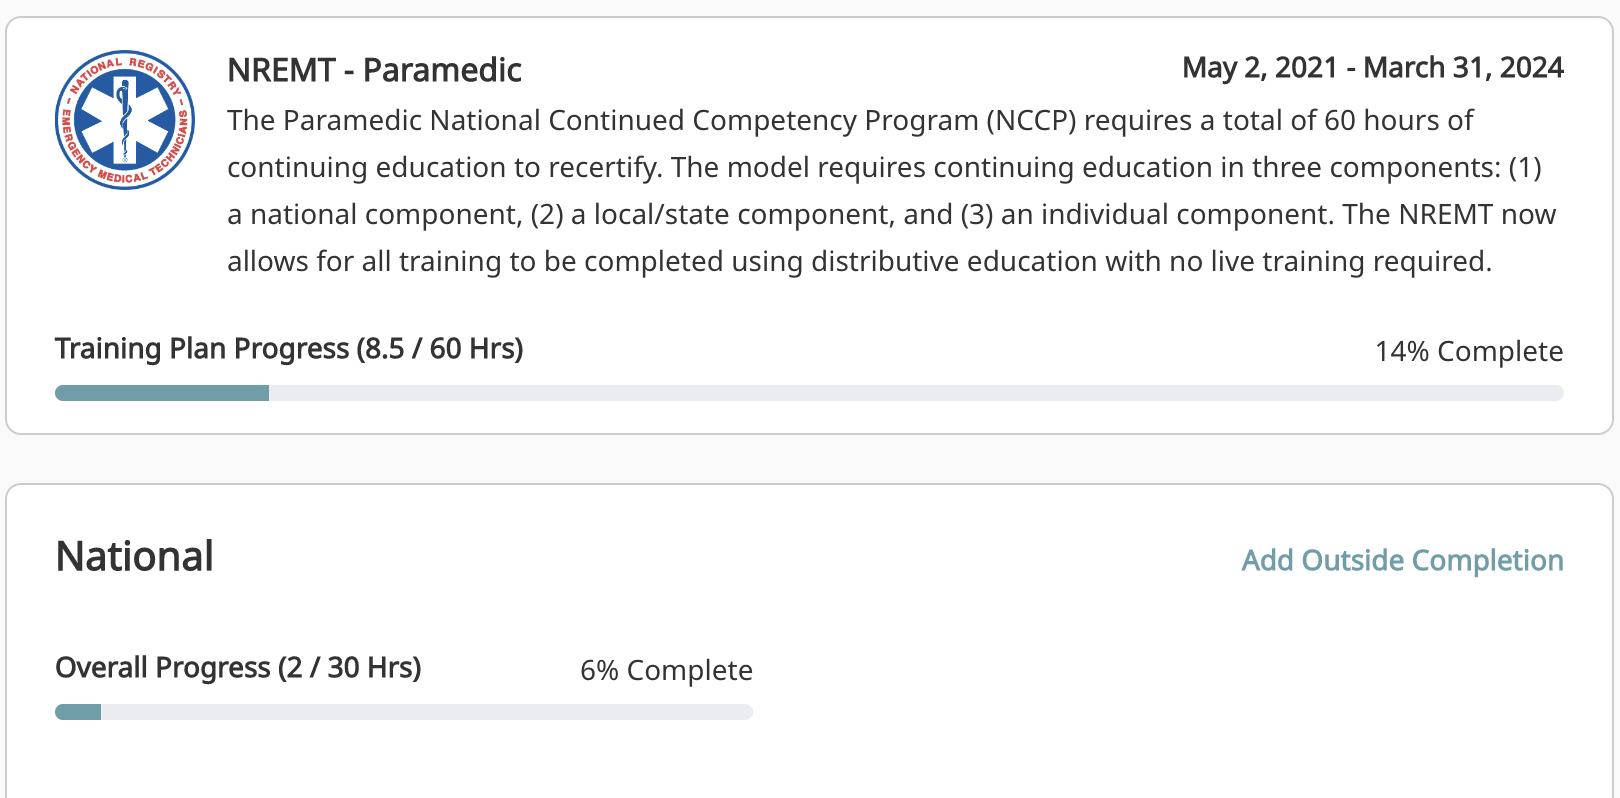 NATIONAL REGISTRY
EMERGENCY MEDICAL TECHNICIANS
NREMT - Paramedic
May 2, 2021 - March 31, 2024
The Paramedic National Continued Competency Program (NCCP) requires a total of 60 hours of
continuing education to recertify. The model requires continuing education in three components: (1)
a national component, (2) a local/state component, and (3) an individual component. The NREMT now
allows for all training to be completed using distributive education with no live training required.
Training Plan Progress (8.5 / 60 Hrs)
14% Complete
National
Add Outside Completion
Overall Progress (2 / 30 Hrs)
6% Complete